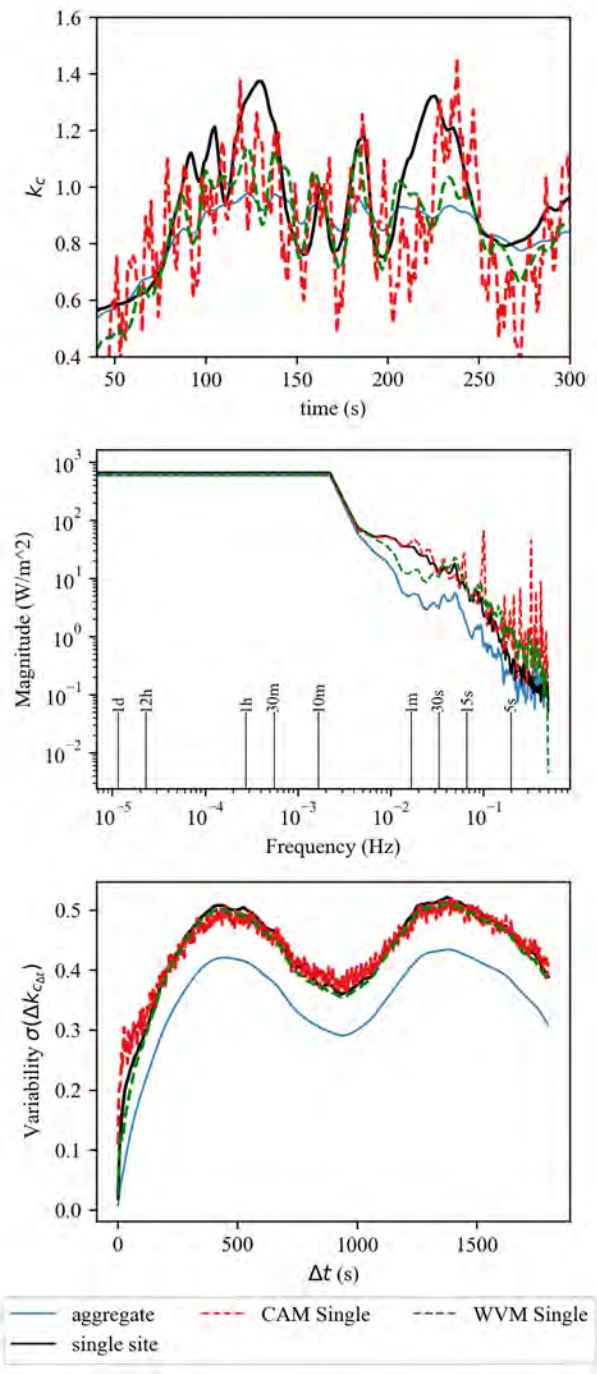 1.6
1.4
1.2
1.0
0.8
0.6
0.4
k_c
50 100 150 200 250 300
time (s)
10^3
10^2
10^1
10^0
10^-1
10^-2
Magnitude (W/m^2)
1d 12h 1h 30m 10m 1m 30s 15s 5s
10^-5 10^-4 10^-3 10^-2 10^-1
Frequency (Hz)
0.5
0.4
0.3
0.2
0.1
0.0
Variability σ(Δk_{c_{Δt}})
0 500 1000 1500
Δt (s)
aggregate CAM Single WVM Single
single site